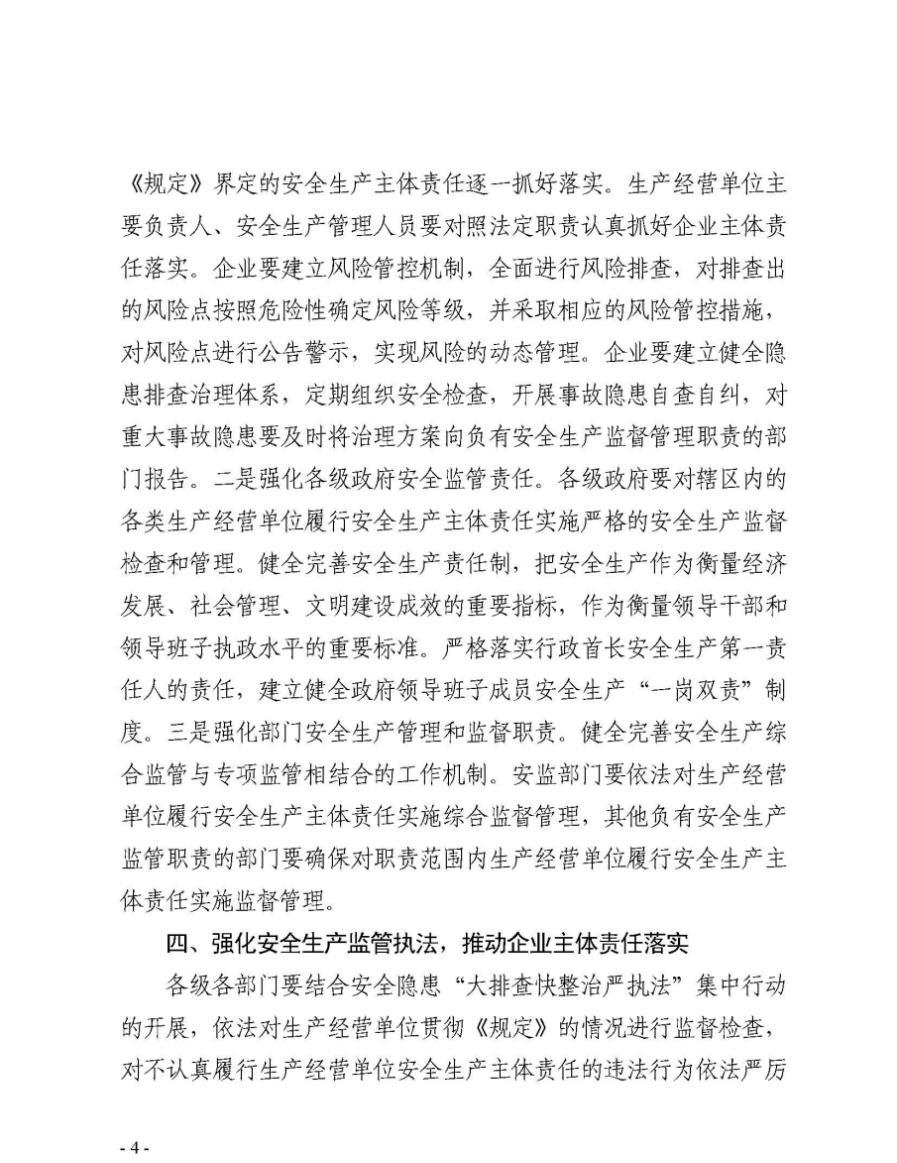 《规定》界定的安全生产主体责任逐一抓好落实。生产经营单位主
要负责人、安全生产管理人员要对照法定职责认真抓好企业主体责
任落实。企业要建立风险管控机制，全面进行风险排查，对排查出
的风险点按照危险性确定风险等级，并采取相应的风险管控措施，
对风险点进行公告警示，实现风险的动态管理。企业要建立健全隐
患排查治理体系，定期组织安全检查，开展事故隐患自查自纠，对
重大事故隐患要及时将治理方案向负有安全生产监督管理职责的部
门报告。二是强化各级政府安全监管责任。各级政府要对辖区内的
各类生产经营单位履行安全生产主体责任实施严格的安全生产监督
检查和管理。健全完善安全生产责任制，把安全生产作为衡量经济
发展、社会管理、文明建设成效的重要指标，作为衡量领导干部和
领导班子执政水平的重要标准。严格落实行政首长安全生产第一责
任人的责任，建立健全政府领导班子成员安全生产“一岗双责”制
度。三是强化部门安全生产管理和监督职责。健全完善安全生产综
合监管与专项监管相结合的工作机制。安监部门要依法对生产经营
单位履行安全生产主体责任实施综合监督管理，其他负有安全生产
监管职责的部门要确保对职责范围内生产经营单位履行安全生产主
体责任实施监督管理。
四、强化安全生产监管执法，推动企业主体责任落实
各级各部门要结合安全隐患“大排查快整治严执法”集中行动
的开展，依法对生产经营单位贯彻《规定》的情况进行监督检查，
对不认真履行生产经营单位安全生产主体责任的违法行为依法严厉
- 4 -